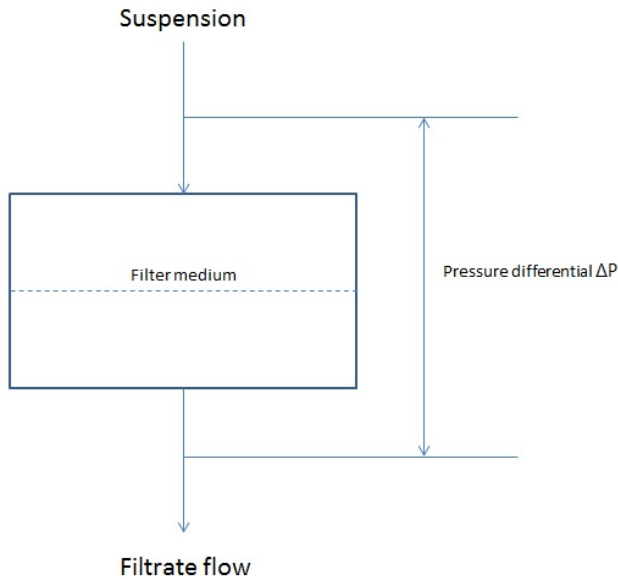 Suspension
Filter medium
Pressure differential ΔP
Filtrate flow